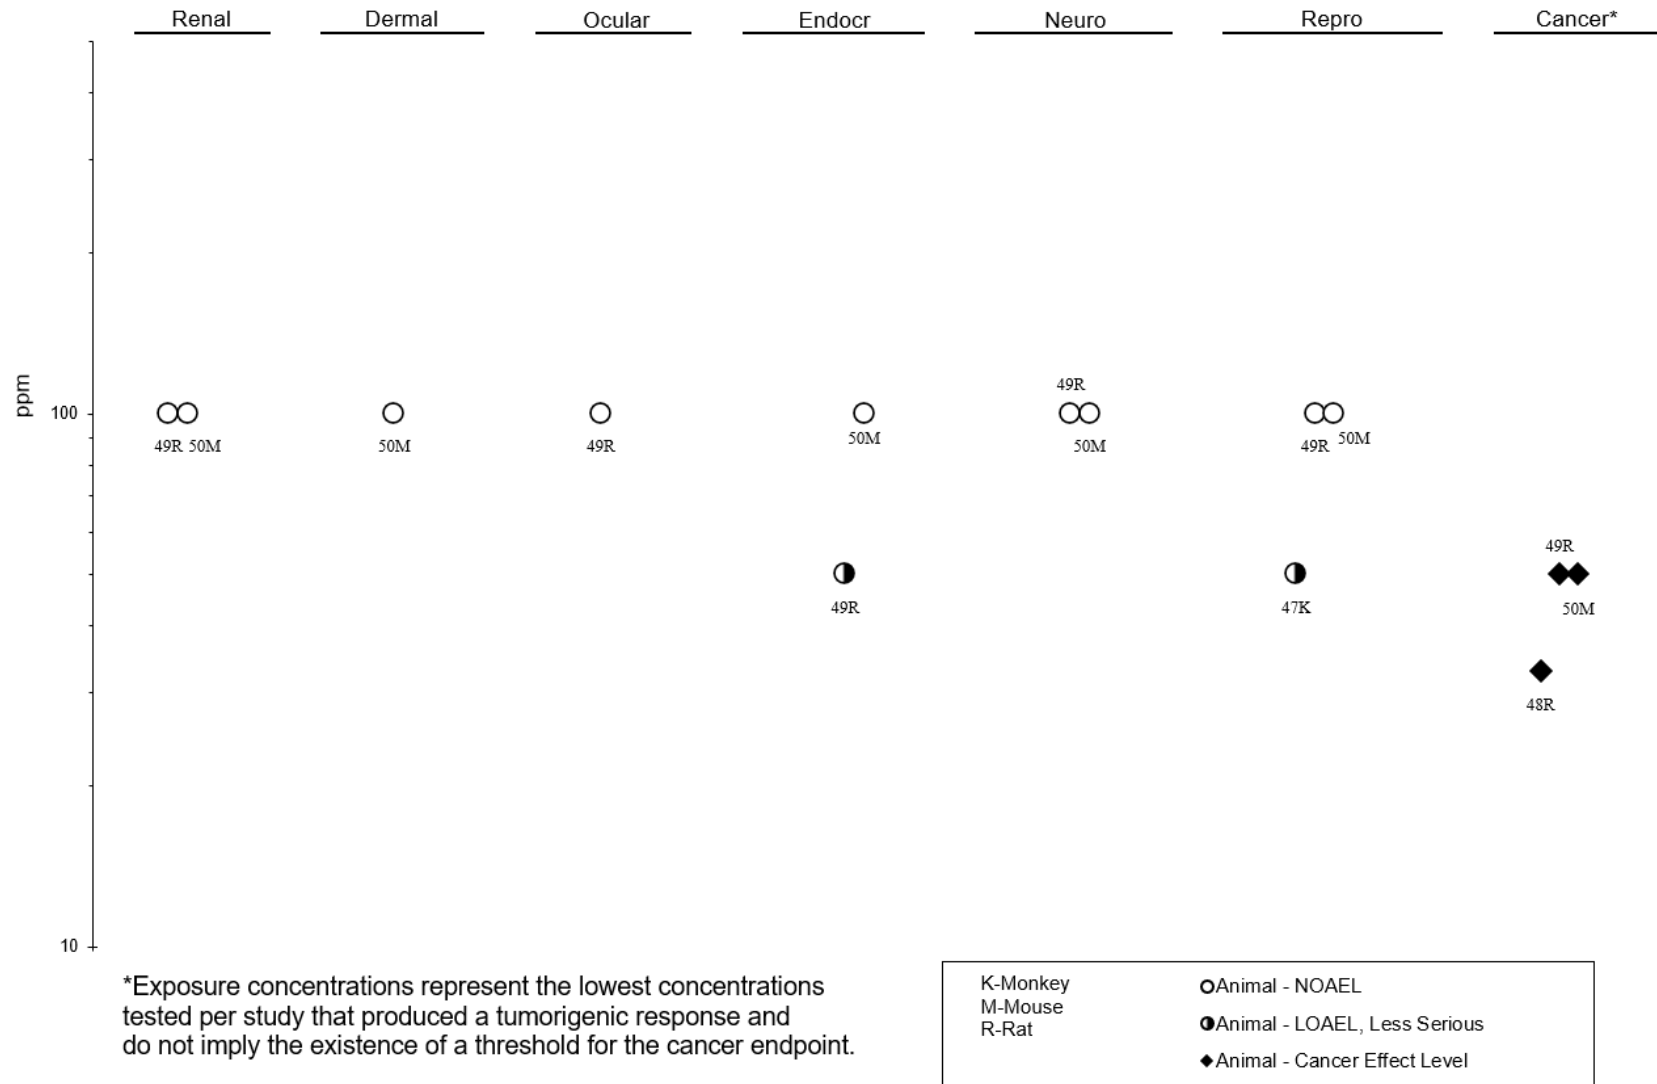 Renal Dermal Ocular Endocr Neuro Repro Cancer*
ppm
49R
100
50M 50M
49R 50M 50M 49R 50M 49R
49R
49R 47K 50M
48R
10
*Exposure concentrations represent the lowest concentrations
tested per study that produced a tumorigenic response and
do not imply the existence of a threshold for the cancer endpoint.
K-Monkey
M-Mouse
R-Rat
Animal - NOAEL
Animal - LOAEL, Less Serious
Animal - Cancer Effect Level